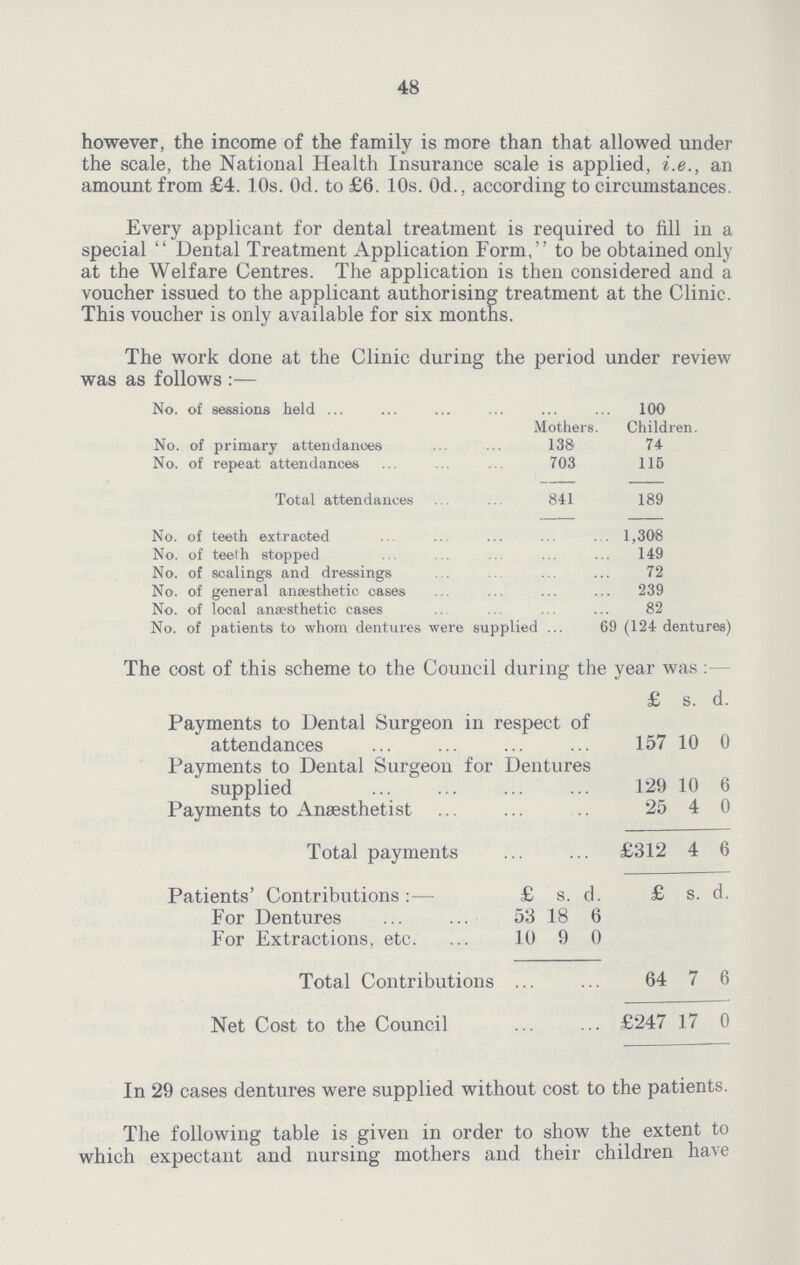 48
however, the income of the family is more than that allowed under
the scale, the National Health Insurance scale is applied, i.e., an
amount from £4. 10s. 0d. to £6. 10s. 0d., according to circumstances.
Every applicant for dental treatment is required to fill in a
special " Dental Treatment Application Form," to be obtained only
at the Welfare Centres. The application is then considered and a
voucher issued to the applicant authorising treatment at the Clinic.
This voucher is only available for six months.
The work done at the Clinic during the period under review
was as follows :—
No. of sessions held ... ... ... ... ... ... 100
Mothers. Children.
No. of primary attendances ... ... 138 74
No. of repeat attendances ... ... ... 703 115
Total attendances ... ... 841 189
No. of teeth extracted ... ... ... ... ... 1,308
No. of teeth stopped ... ... ... ... ... 149
No. of scalings and dressings ... ... ... ... 72
No. of general anæsthetic cases ... ... ... ... 239
No. of local anæsthetic cases ... ... ... ... 82
No. of patients to whom dentures were supplied ... 69 (124 dentures)
The cost of this scheme to the Council during the year was :—
£ s. d.
Payments to Dental Surgeon in respect of
attendances ... ... ... ... 157 10 0
Payments to Dental Surgeon for Dentures
supplied ... ... ... ... 129 10 6
Payments to Anæsthetist ... ... ... 25 4 0
Total payments ... ... £312 4 6
Patients' Contributions :— £ s. d. £ s. d.
For Dentures ... ... 53 18 6
For Extractions, etc. ... 10 9 0
Total Contributions ... ... 64 7 6
Net Cost to the Council ... ... £247 17 0
In 29 cases dentures were supplied without cost to the patients.
The following table is given in order to show the extent to
which expectant and nursing mothers and their children have